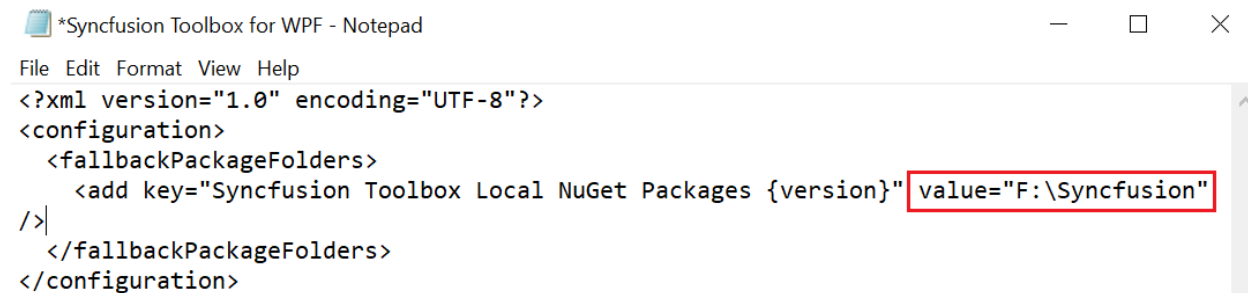 *Syncfusion Toolbox for WPF - Notepad
File Edit Format View Help
<?xml version="1.0" encoding="UTF-8"?>
<configuration>
  <fallbackPackageFolders>
    <add key="Syncfusion Toolbox Local NuGet Packages {version}" value="F:\Syncfusion"
/>
  </fallbackPackageFolders>
</configuration>